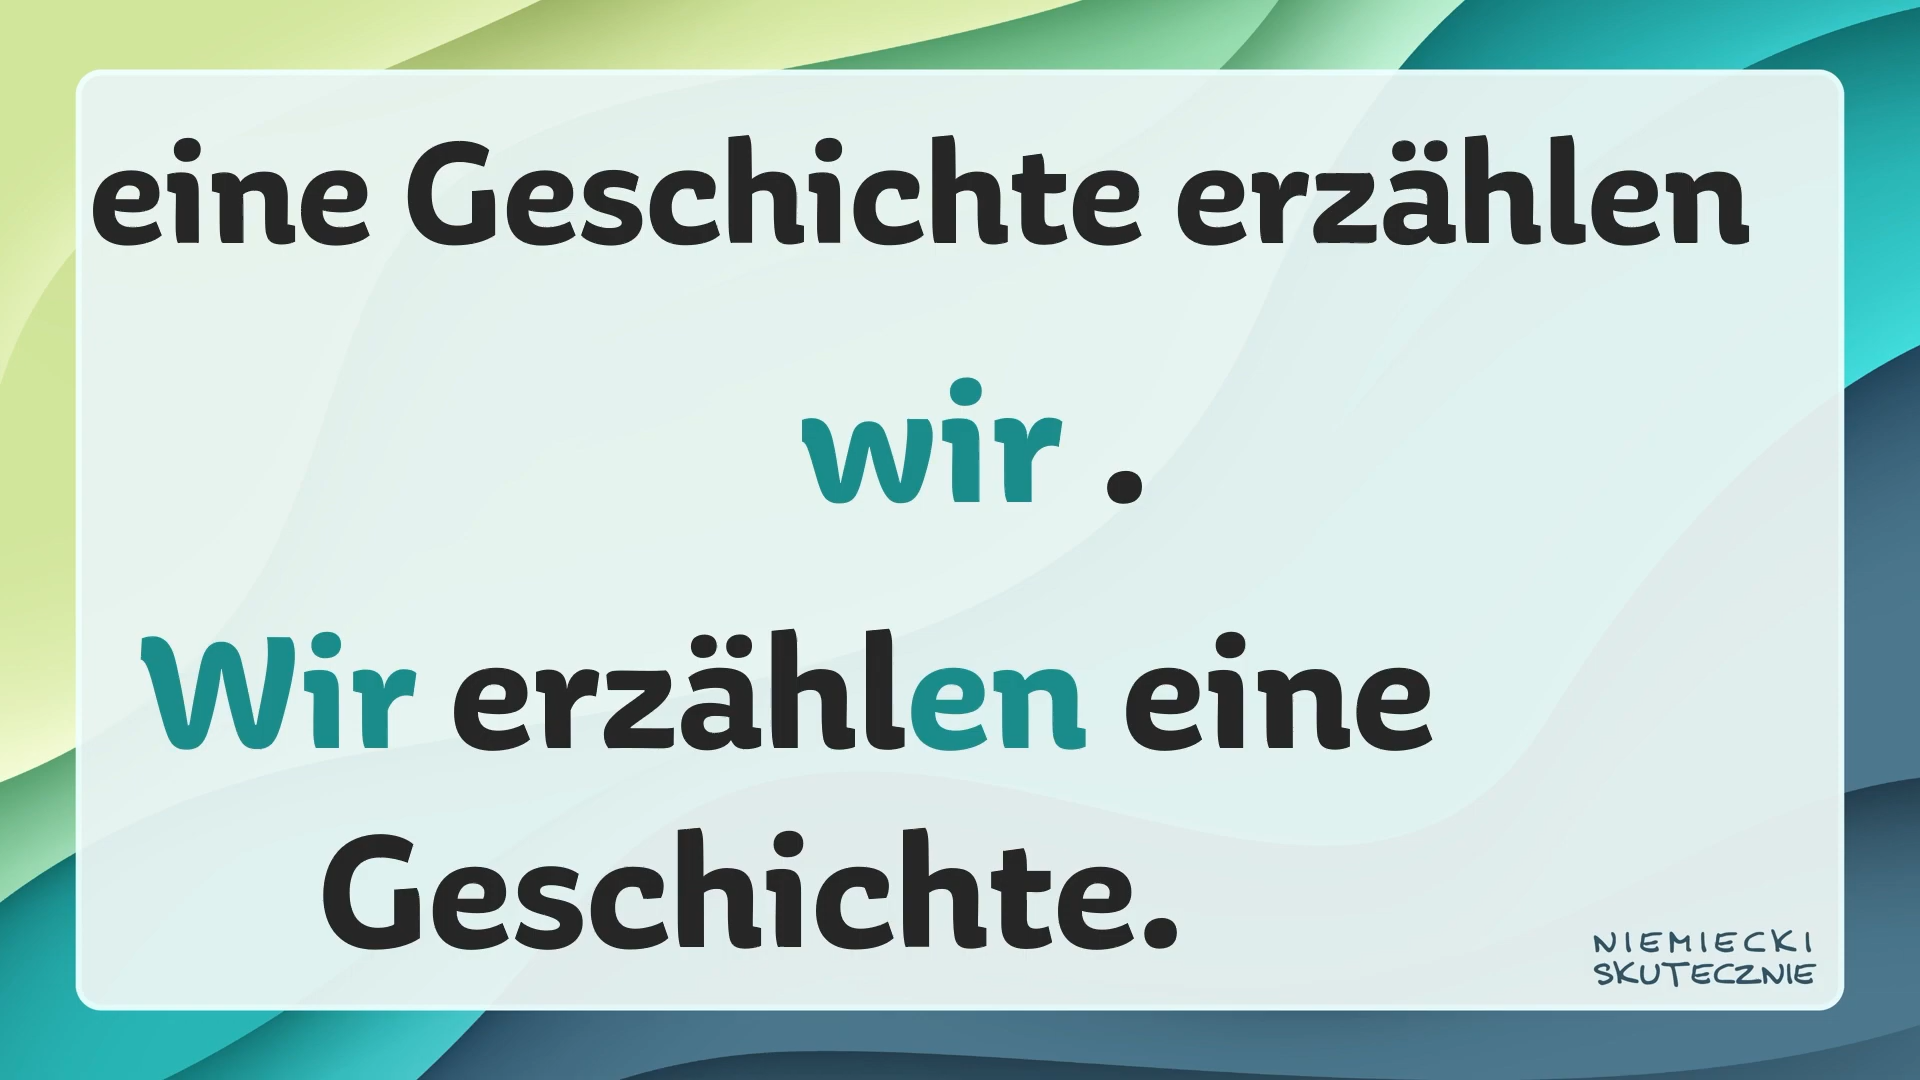 eine Geschichte erzählen
wir .
Wir erzählen eine
Geschichte.
NIEMIECKI
SKUTECZNIE